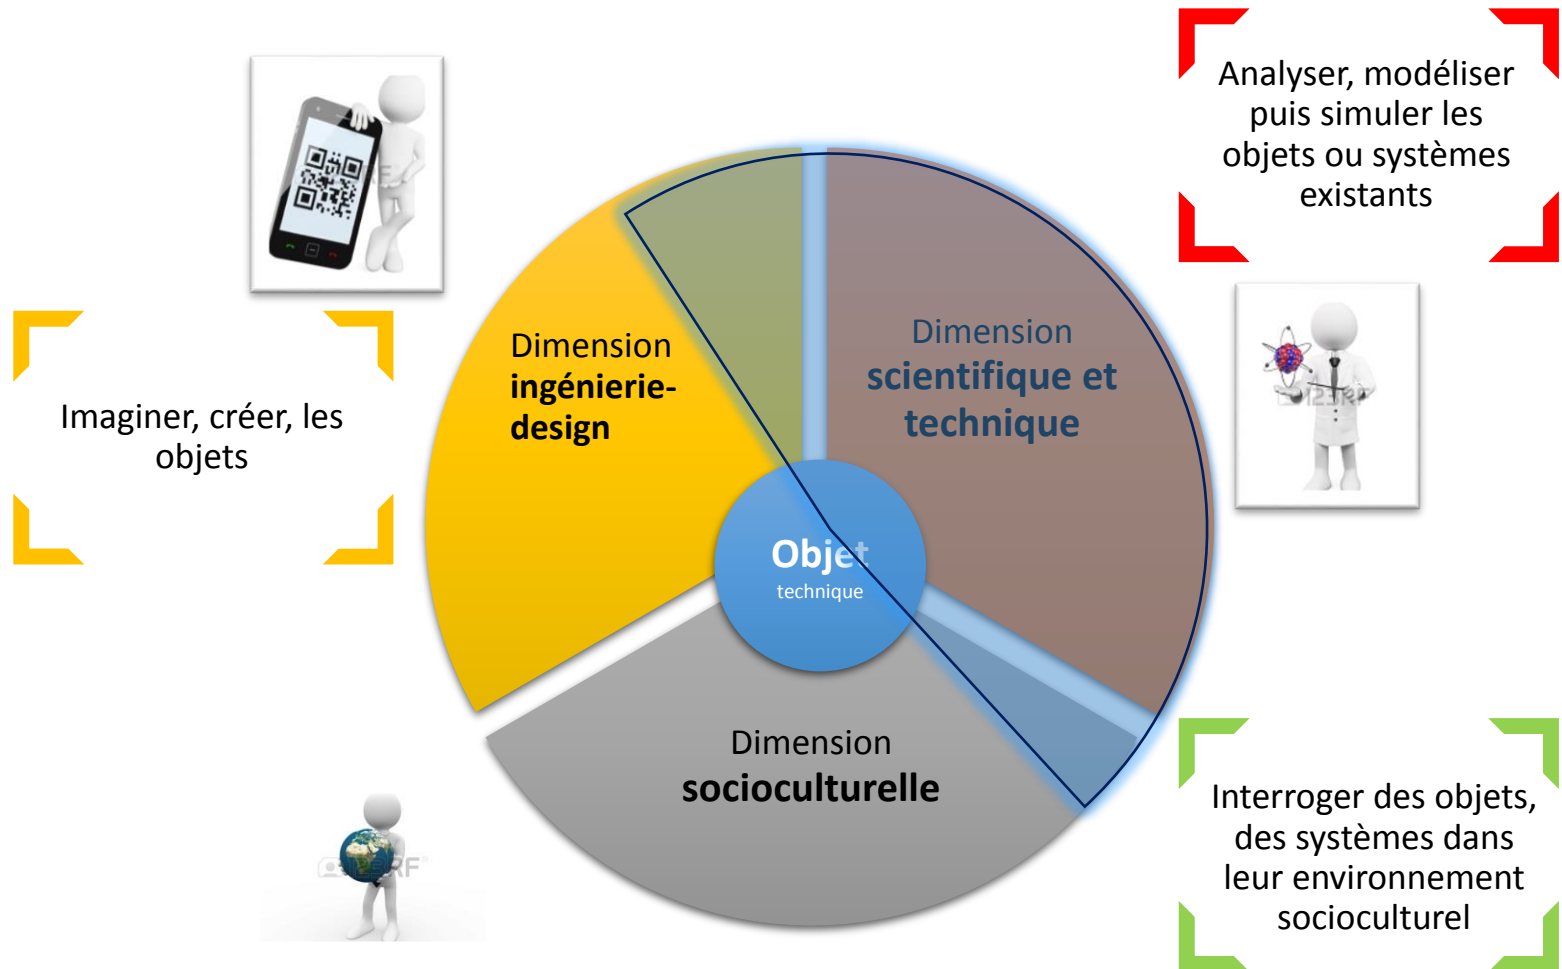 Analyser, modéliser
puis simuler les
objets ou systèmes
existants
Dimension
ingénierie-
design
Dimension
scientifique et
technique
Imaginer, créer, les
objets
123RF
Objet
technique
Dimension
socioculturelle
Interroger des objets,
des systèmes dans
leur environnement
socioculturel